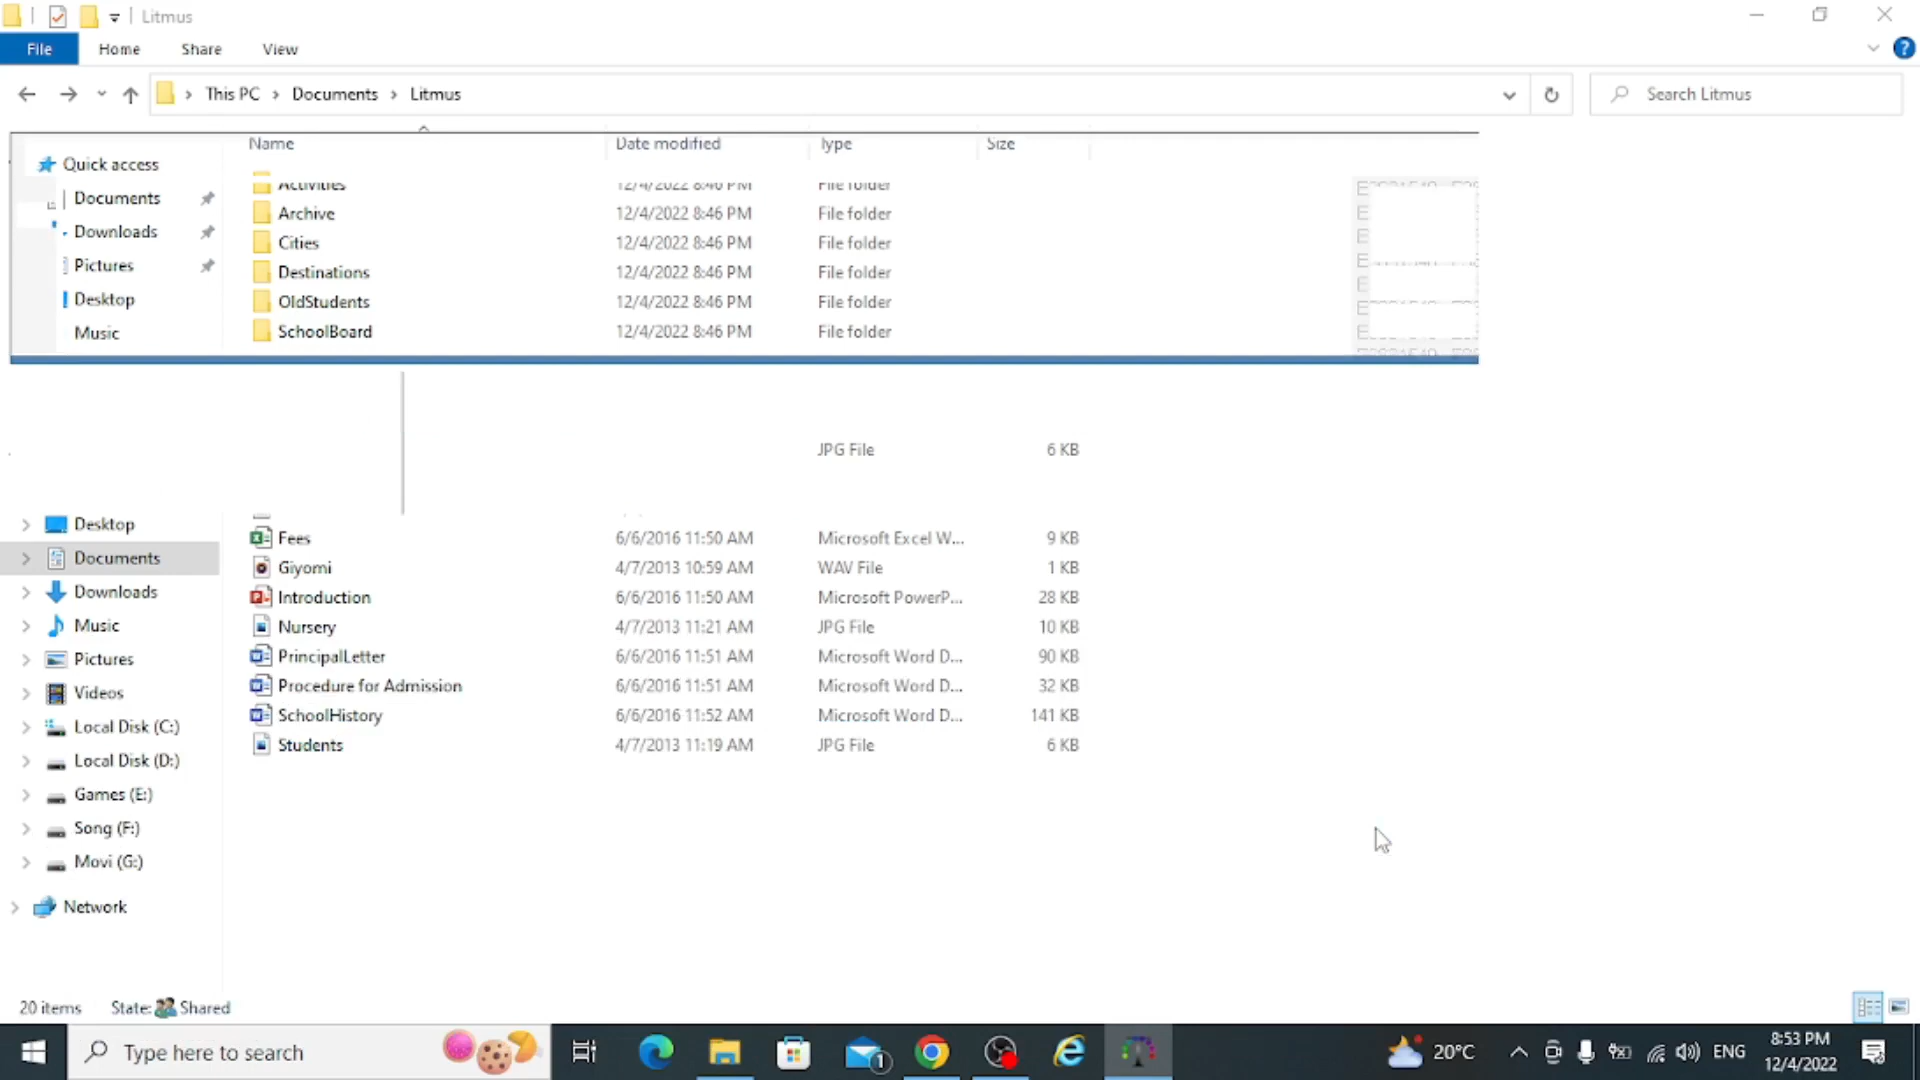 Litmus
File Home Share View
This PC Documents Litmus
Search Litmus
Name Date modified Type Size
Quick access
Activities 12/4/2022 8:46 PM File folder
Documents
Archive 12/4/2022 8:46 PM File folder
Downloads
Cities 12/4/2022 8:46 PM File folder
Pictures
Destinations 12/4/2022 8:46 PM File folder
Desktop
OldStudents 12/4/2022 8:46 PM File folder
Music
SchoolBoard 12/4/2022 8:46 PM File folder
JPG File 6 KB
Desktop
Fees 6/6/2016 11:50 AM Microsoft Excel W... 9 KB
Documents
Giyomi 4/7/2013 10:59 AM WAV File 1 KB
Downloads
Introduction 6/6/2016 11:50 AM Microsoft PowerP... 28 KB
Music
Nursery 4/7/2013 11:21 AM JPG File 10 KB
Pictures
PrincipalLetter 6/6/2016 11:51 AM Microsoft Word D... 90 KB
Videos
Procedure for Admission 6/6/2016 11:51 AM Microsoft Word D... 32 KB
Local Disk (C:)
SchoolHistory 6/6/2016 11:52 AM Microsoft Word D... 141 KB
Local Disk (D:)
Students 4/7/2013 11:19 AM JPG File 6 KB
Games (E:)
Song (F:)
Movi (G:)
Network
20 items State: Shared
Type here to search
1
20°C
ENG
8:53 PM
12/4/2022